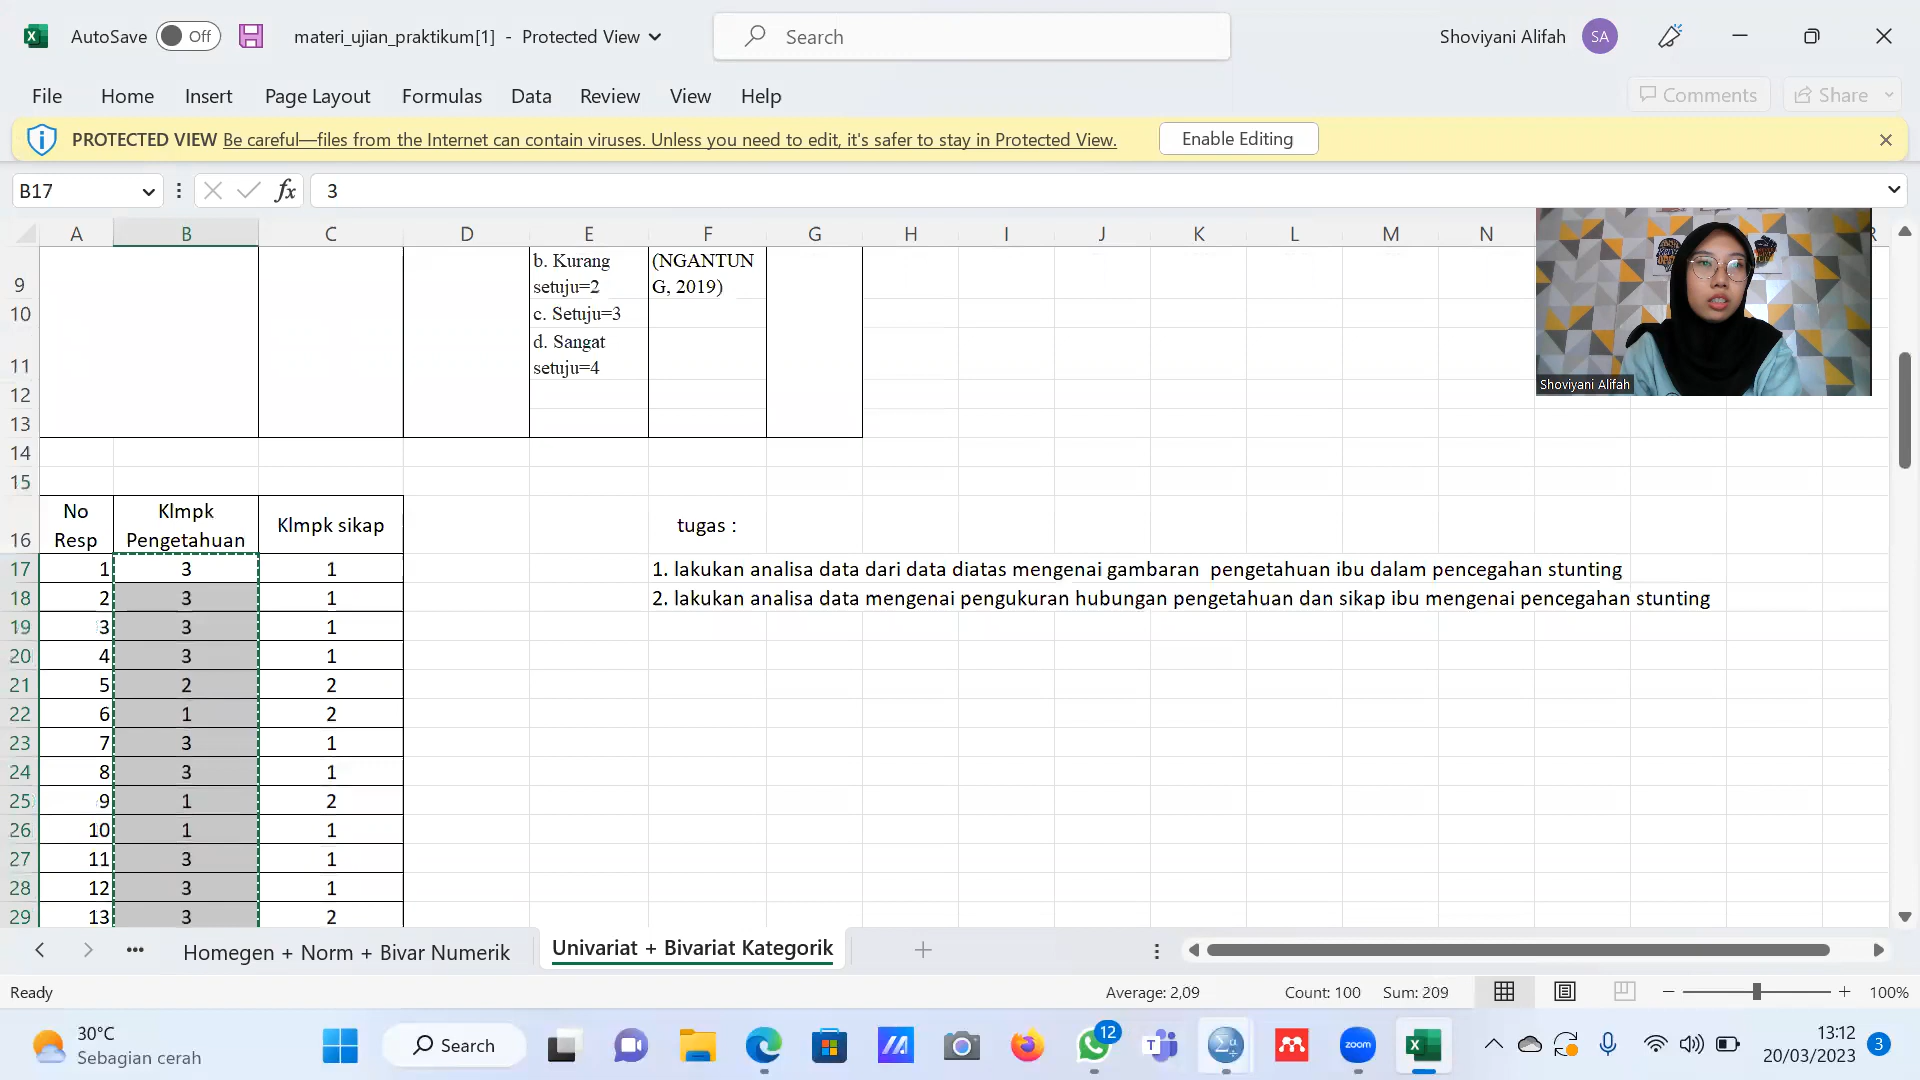 AutoSave Off materi_ujian_praktikum[1] - Protected View Search Shoviyani Alifah SA
File Home Insert Page Layout Formulas Data Review View Help Comments Share
PROTECTED VIEW Be careful—files from the Internet can contain viruses. Unless you need to edit, it's safer to stay in Protected View. Enable Editing
B17 fx 3
A B C D E F G H I J K L M N R
9 b. Kurang setuju=2 (NGANTUN G, 2019)
10 c. Setuju=3
11 d. Sangat setuju=4
12
13
14
15
Shoviyani Alifah
16 No Resp Klmpk Pengetahuan Klmpk sikap tugas :
17 1 3 1 1. lakukan analisa data dari data diatas mengenai gambaran pengetahuan ibu dalam pencegahan stunting
18 2 3 1 2. lakukan analisa data mengenai pengukuran hubungan pengetahuan dan sikap ibu mengenai pencegahan stunting
19 3 3 1
20 4 3 1
21 5 2 2
22 6 1 2
23 7 3 1
24 8 3 1
25 9 1 2
26 10 1 1
27 11 3 1
28 12 3 1
29 13 3 2
Homegen + Norm + Bivar Numerik Univariat + Bivariat Kategorik
Ready Average: 2,09 Count: 100 Sum: 209 100%
30°C
Sebagian cerah
Search
12
zoom
13:12
20/03/2023
3